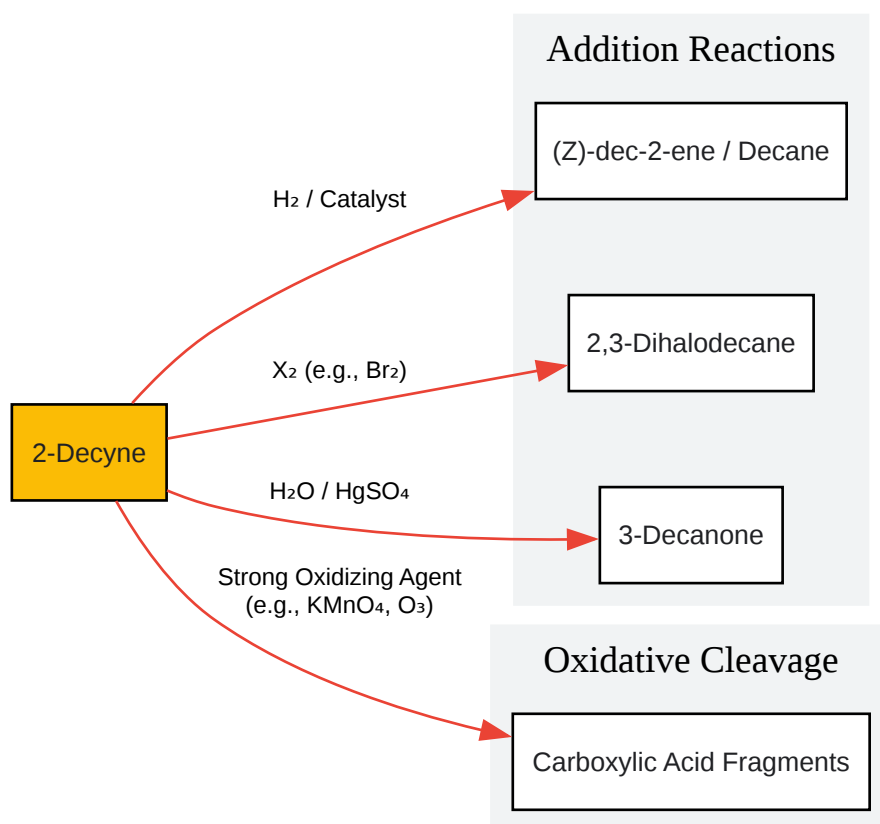 Addition Reactions
(Z)-dec-2-ene / Decane
H₂ / Catalyst
2,3-Dihalodecane
X₂ (e.g., Br₂)
2-Decyne
H₂O / HgSO₄
3-Decanone
Strong Oxidizing Agent
(e.g., KMnO₄, O₃)
Oxidative Cleavage
Carboxylic Acid Fragments